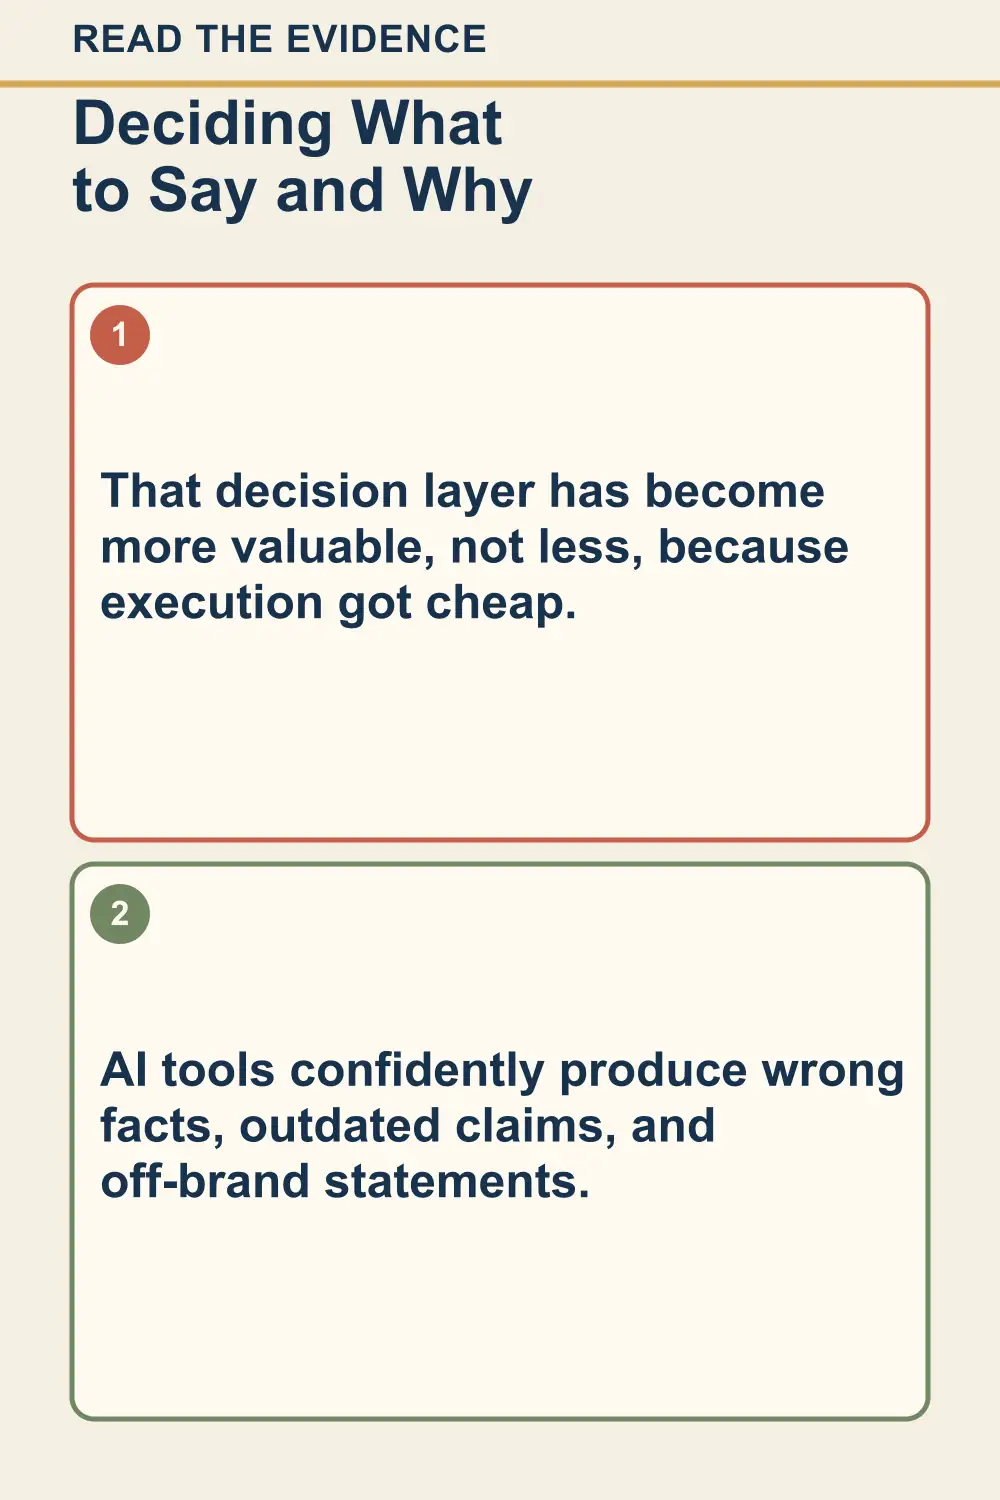 READ THE EVIDENCE
Deciding What
to Say and Why
1
That decision layer has become
more valuable, not less, because
execution got cheap.
2
AI tools confidently produce wrong
facts, outdated claims, and
off-brand statements.